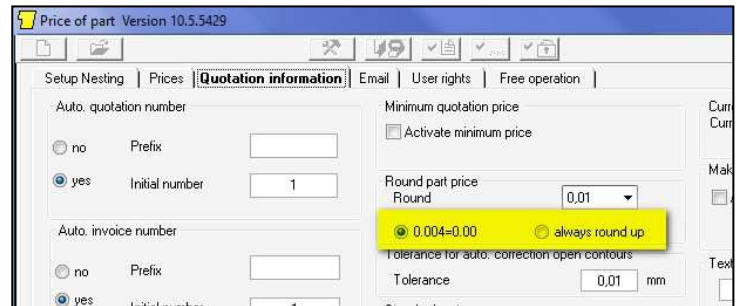 Price of part Version 10.5.5429
Setup Nesting Prices Quotation information Email User rights Free operation
Auto. quotation number
no Prefix
yes Initial number 1
Auto. invoice number
no Prefix
yes
Minimum quotation price
Activate minimum price
Round part price
Round 0,01
0.004=0.00 always round up
Tolerance for auto. correction open contours
Tolerance 0,01 mm